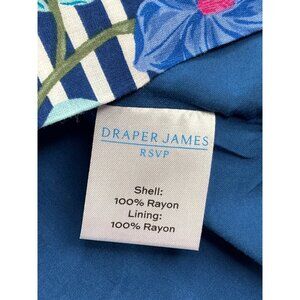 DRAPER JAMES
RSVP
Shell:
100% Rayon
Lining:
100% Rayon